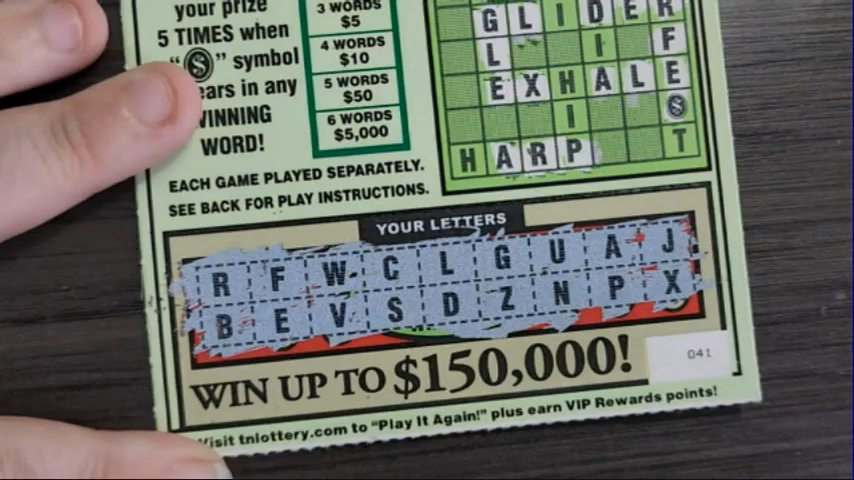 your prize
5 TIMES when
" $ " symbol
ears in any
WINNING
WORD!
3 WORDS
$5
4 WORDS
$10
5 WORDS
$50
6 WORDS
$5,000
GLIDER
L I F
EXHALE
I $
HARP T
EACH GAME PLAYED SEPARATELY.
SEE BACK FOR PLAY INSTRUCTIONS.
YOUR LETTERS
R F W C L G U A J
B E V S D Z N P X
WIN UP TO $150,000!
041
Visit tnlottery.com to "Play It Again!" plus earn VIP Rewards points!